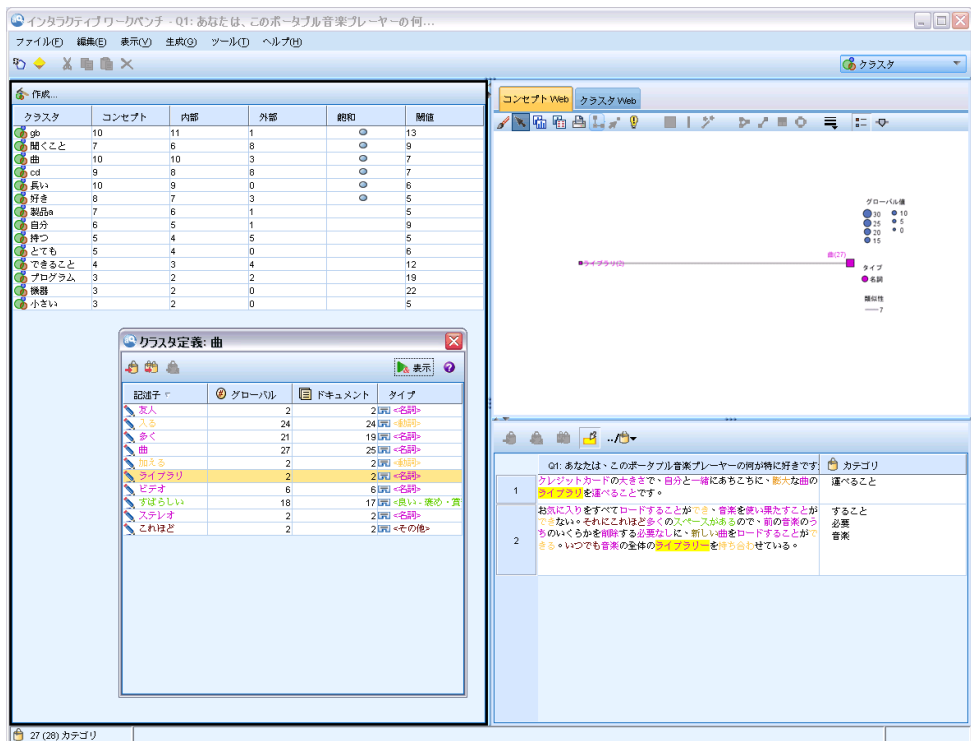 インタラクティブ ワークベンチ - Q1: あなたは、このポータブル音楽プレーヤーの何...
ファイル(F) 編集(E) 表示(V) 生成(G) ツール(T) ヘルプ(H)
クラスタ
作成...
クラスタ コンセプト 内部 外部 飽和 閾値
gb 10 11 1 13
聞くこと 7 6 8 9
曲 10 10 3 7
cd 9 8 8 7
長い 10 9 0 6
好き 8 7 3 5
製品a 7 6 1 5
自分 6 5 1 9
持つ 5 4 5 5
とても 5 4 0 6
できること 4 3 4 12
プログラム 3 2 2 19
機器 3 2 0 22
小さい 3 2 0 5
クラスタ定義: 曲
表示
記述子 グローバル ドキュメント タイプ
友人 2 2 <名詞>
入る 24 24 <動詞>
多く 21 19 <名詞>
曲 27 25 <名詞>
加える 2 2 <動詞>
ライブラリ 2 2 <名詞>
ビデオ 6 6 <名詞>
すばらしい 18 17 <良い - 褒め・賞
ステレオ 2 2 <名詞>
これほど 2 2 <その他>
コンセプト Web クラスタ Web
グローバル値
30 10
25 5
20 0
15
曲(27)
ライブラリ(2)
タイプ
名詞
類似性
7
../
Q1: あなたは、このポータブル音楽プレーヤーの何が特に好きです カテゴリ
1
クレジットカードの大きさで、自分と一緒にあちこちに、膨大な曲の
ライブラリを運べることです。
運べること
2
お気に入りをすべてロードすることができ、音楽を使い果たすことが
できない。それにこれほど多くのスペースがあるので、前の音楽のう
ちのいくらかを削除する必要なしに、新しい曲をロードすることがで
きる。いつでも音楽の全体のライブラリーを持ち合わせている。
すること
必要
音楽
27 (28) カテゴリ